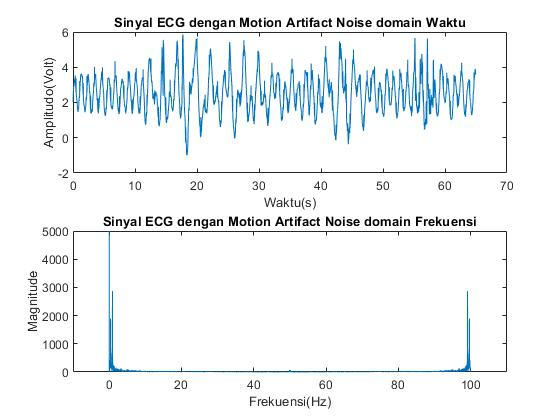 Sinyal ECG dengan Motion Artifact Noise domain Waktu
6
4
2
0
-2
Amplitudo(Volt)
0 10 20 30 40 50 60 70
Waktu(s)
Sinyal ECG dengan Motion Artifact Noise domain Frekuensi
5000
4000
3000
2000
1000
0
Magnitude
0 20 40 60 80 100
Frekuensi(Hz)